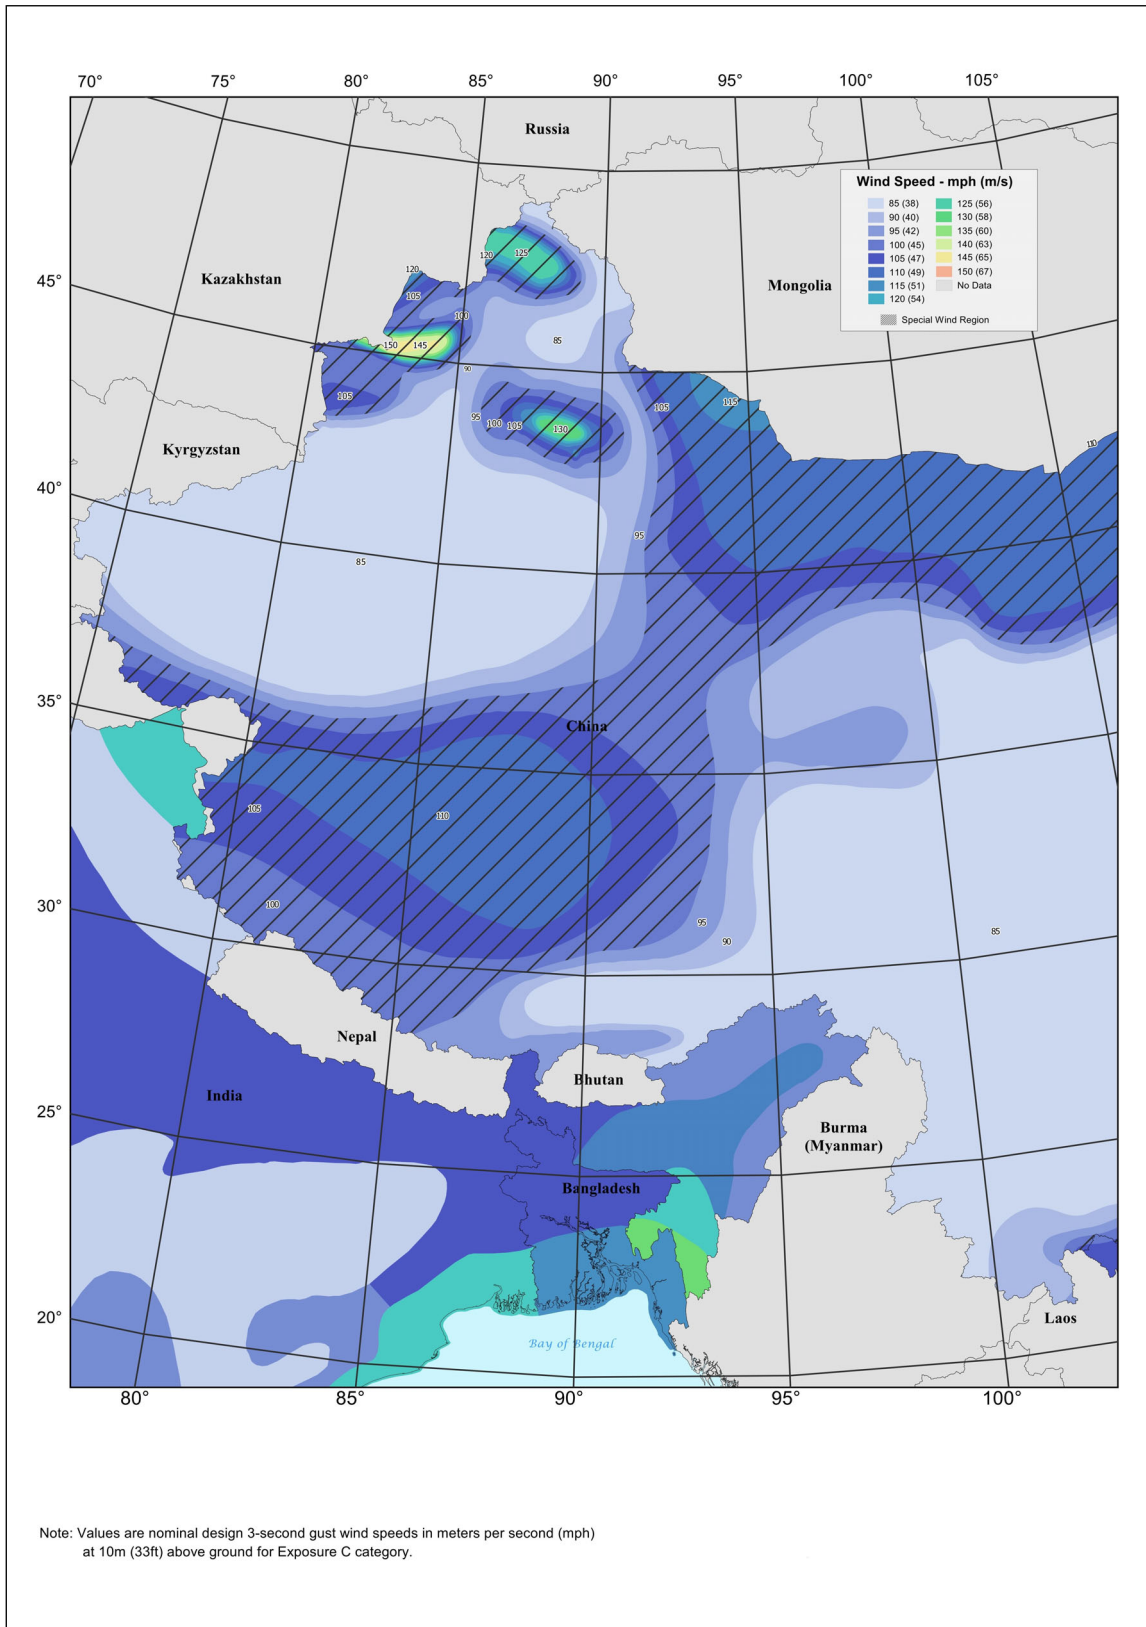 70° 75° 80° 85° 90° 95° 100° 105°
Russia
Wind Speed - mph (m/s)
85 (38) 125 (56)
90 (40) 130 (58)
95 (42) 135 (60)
100 (45) 140 (63)
105 (47) 145 (65)
110 (49) 150 (67)
115 (51) No Data
120 (54)
Special Wind Region
120 125
120
45° Kazakhstan Mongolia
105
100
150 145 85
90
105 115
105
95 100 105 130
110
Kyrgyzstan
40°
95
85
35°
China
105 110
30° 100
95
90
85
Nepal
Bhutan
India
25°
Burma
(Myanmar)
Bangladesh
20°
Laos
Bay of Bengal
80° 85° 90° 95° 100°
Note: Values are nominal design 3-second gust wind speeds in meters per second (mph)
at 10m (33ft) above ground for Exposure C category.